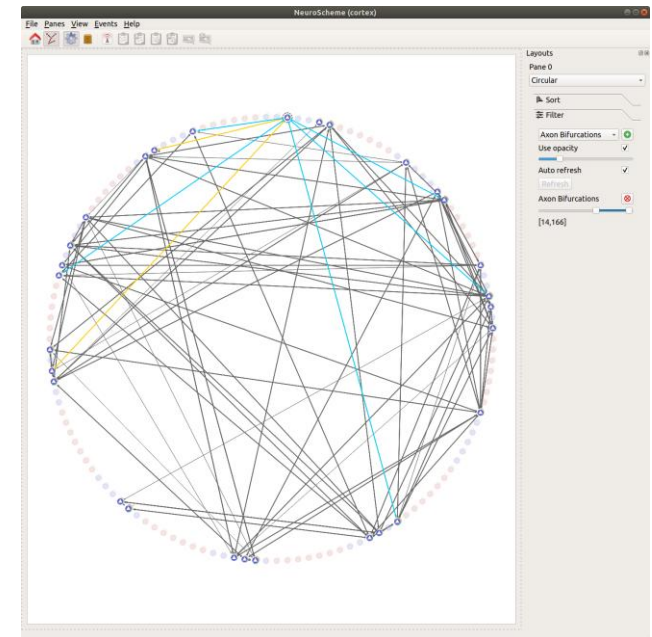 NeuroScheme (cortex)
File Panes View Events Help
Layouts
Pane 0
Circular
Sort
Filter
Axon Bifurcations
Use opacity
Auto refresh
Refresh
Axon Bifurcations
[14,166]